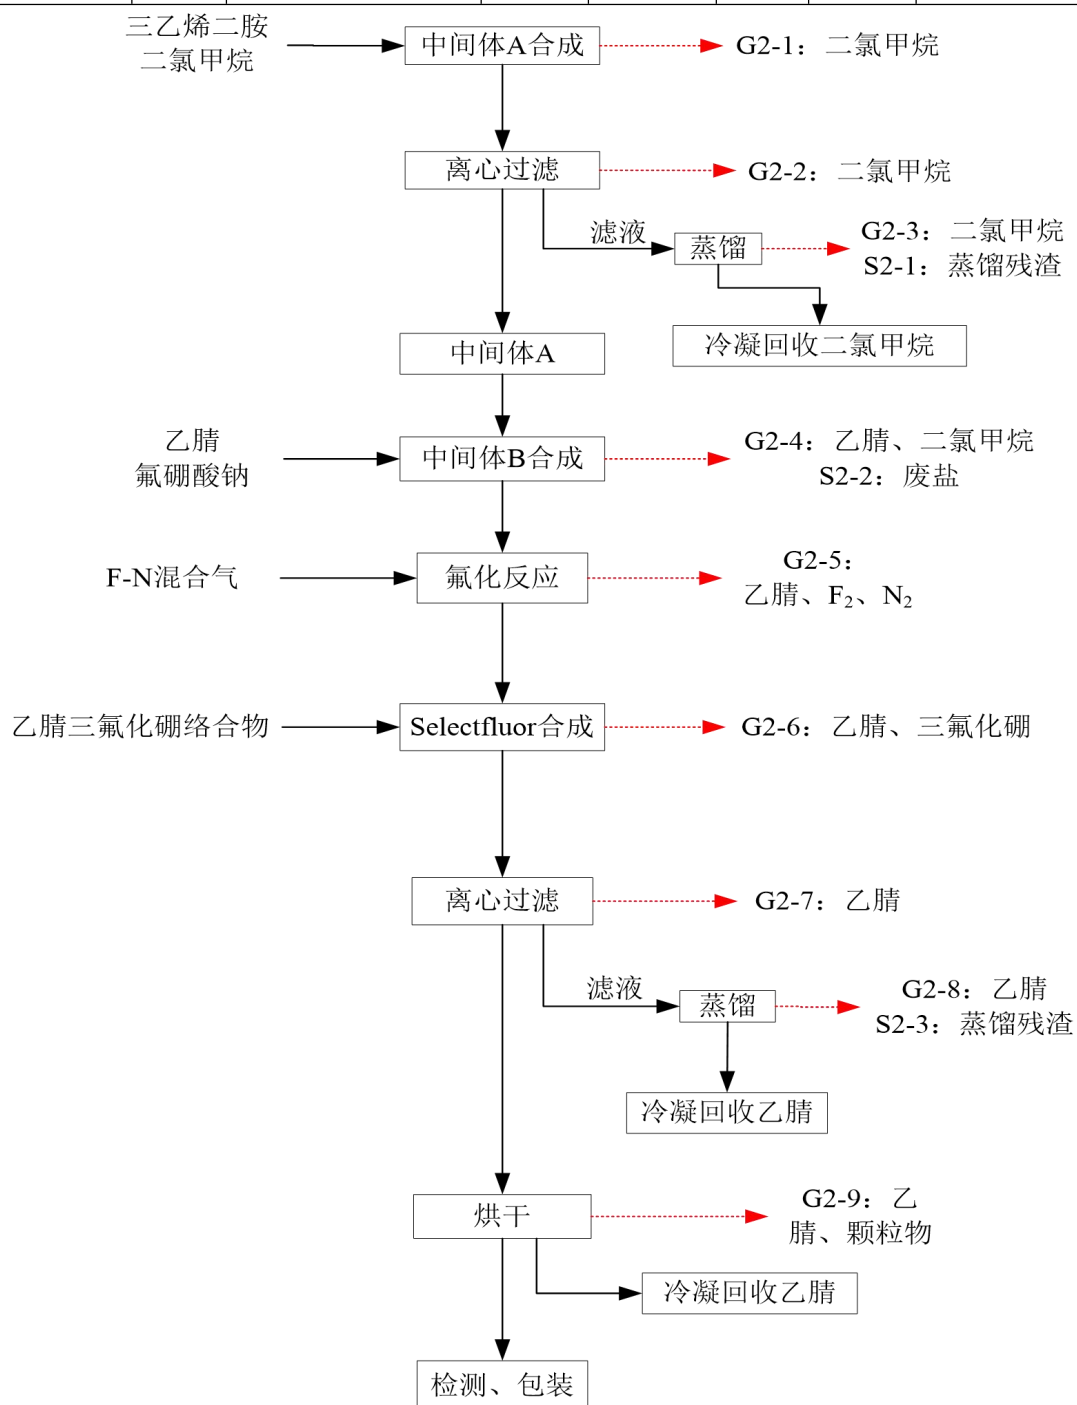 三乙烯二胺
二氯甲烷
中间体A合成
G2-1：二氯甲烷
离心过滤
G2-2：二氯甲烷
滤液
蒸馏
G2-3：二氯甲烷
S2-1：蒸馏残渣
冷凝回收二氯甲烷
中间体A
乙腈
氟硼酸钠
中间体B合成
G2-4：乙腈、二氯甲烷
S2-2：废盐
F-N混合气
氟化反应
G2-5：
乙腈、F₂、N₂
乙腈三氟化硼络合物
Selectfluor合成
G2-6：乙腈、三氟化硼
离心过滤
G2-7：乙腈
滤液
蒸馏
G2-8：乙腈
S2-3：蒸馏残渣
冷凝回收乙腈
烘干
G2-9：乙
腈、颗粒物
冷凝回收乙腈
检测、包装